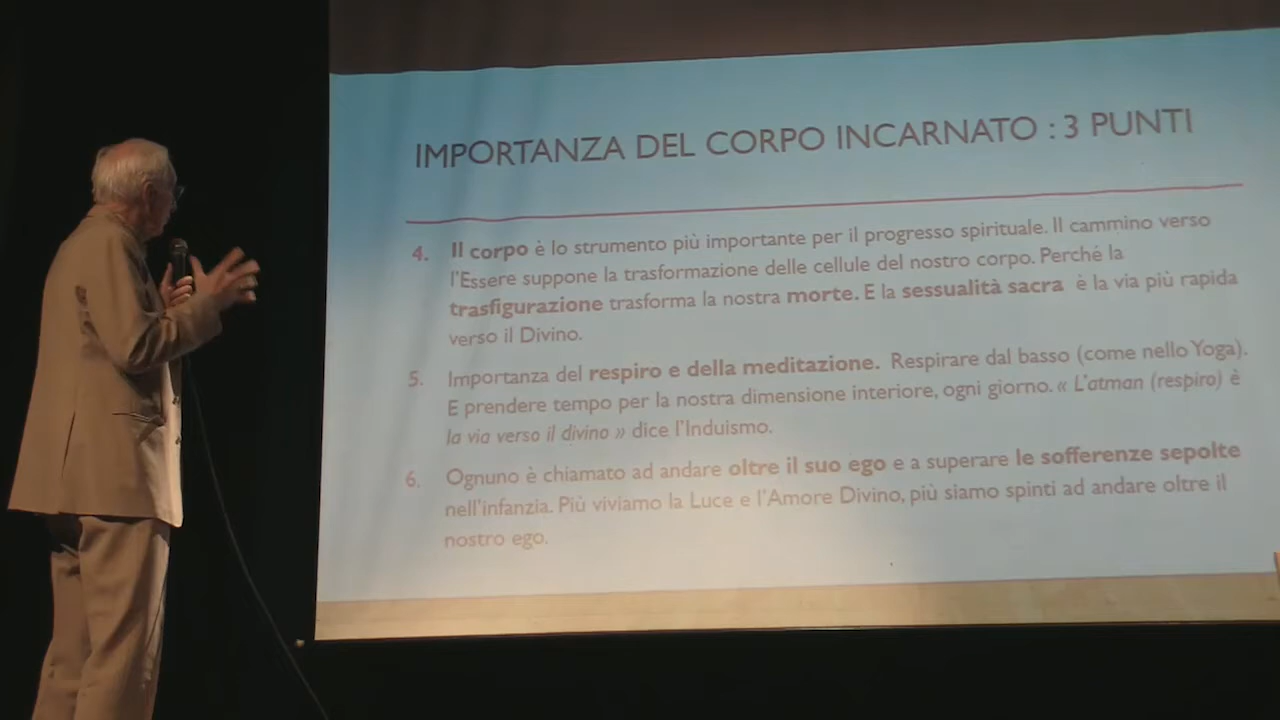 IMPORTANZA DEL CORPO INCARNATO : 3 PUNTI
4. Il corpo è lo strumento più importante per il progresso spirituale. Il cammino verso
l'Essere suppone la trasformazione delle cellule del nostro corpo. Perché la
trasfigurazione trasforma la nostra morte. E la sessualità sacra è la via più rapida
verso il Divino.
5. Importanza del respiro e della meditazione. Respirare dal basso (come nello Yoga).
E prendere tempo per la nostra dimensione interiore, ogni giorno. « L'atman (respiro) è
la via verso il divino » dice l'Induismo.
6. Ognuno è chiamato ad andare oltre il suo ego e a superare le sofferenze sepolte
nell'infanzia. Più viviamo la Luce e l'Amore Divino, più siamo spinti ad andare oltre il
nostro ego.